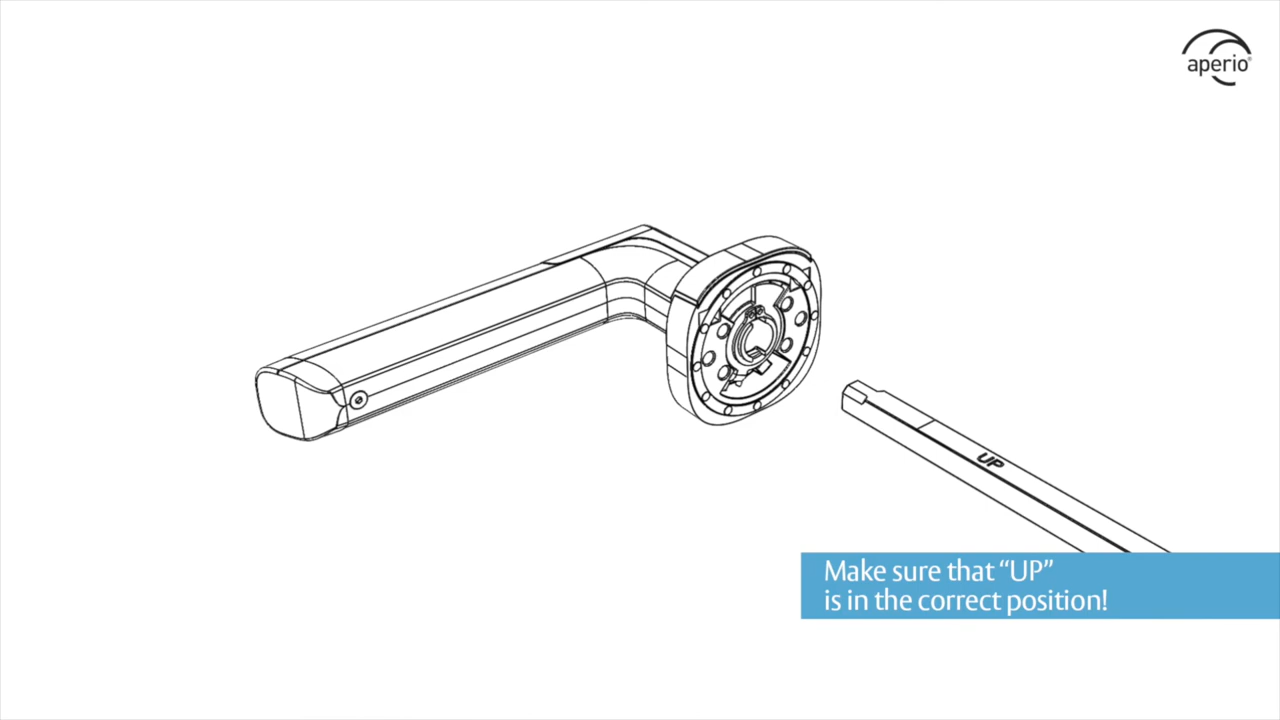 aperio®
UP
Make sure that “UP”
is in the correct position!